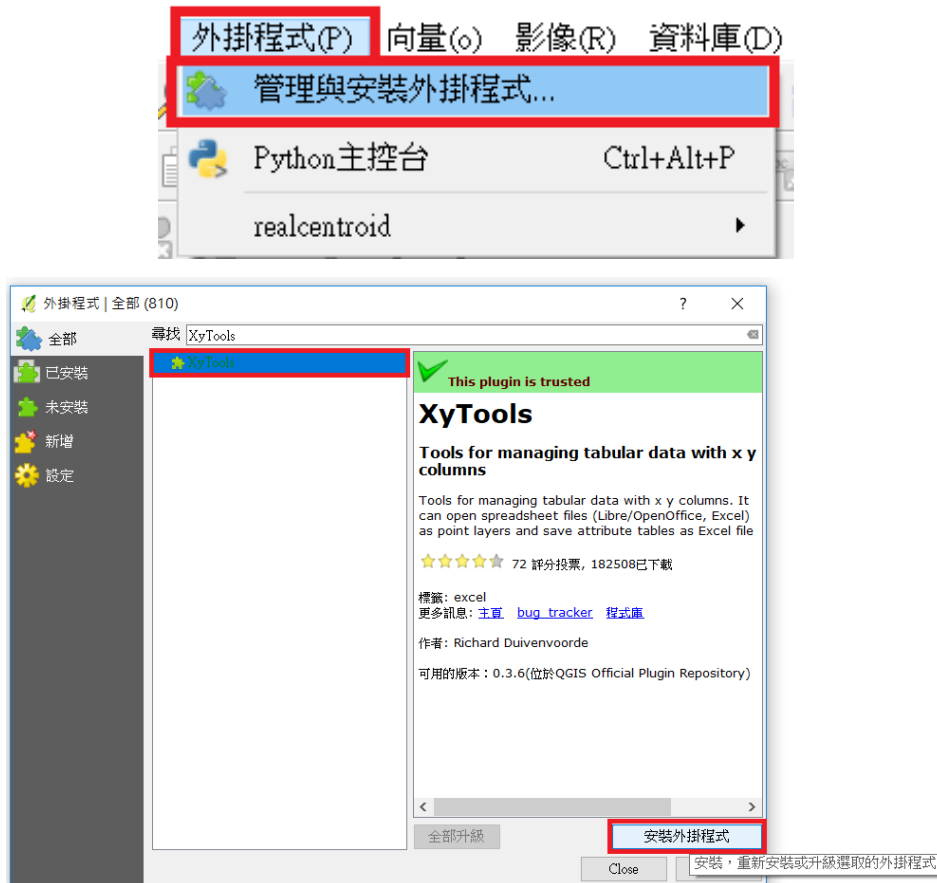 外掛程式(P) 向量(o) 影像(R) 資料庫(D)
管理與安裝外掛程式...
Python主控台 Ctrl+Alt+P
realcentroid
外掛程式 | 全部 (810)
全部
尋找 XyTools
已安裝
未安裝
新增
設定
XyTools
This plugin is trusted
XyTools
Tools for managing tabular data with x y
columns
Tools for managing tabular data with x y columns. It
can open spreadsheet files (Libre/OpenOffice, Excel)
as point layers and save attribute tables as Excel file
72 評分投票, 182508已下載
標籤: excel
更多訊息: 主頁 bug_tracker 程式庫
作者: Richard Duivenvoorde
可用的版本：0.3.6(位於QGIS Official Plugin Repository)
全部升級
安裝外掛程式
Close
安裝，重新安裝或升級選取的外掛程式